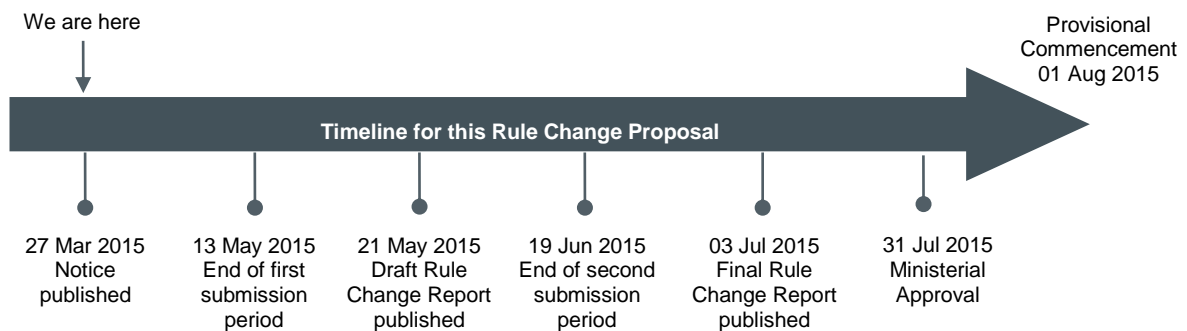 We are here
Provisional
Commencement
01 Aug 2015
Timeline for this Rule Change Proposal
27 Mar 2015
Notice
published
13 May 2015
End of first
submission
period
21 May 2015
Draft Rule
Change Report
published
19 Jun 2015
End of second
submission
period
03 Jul 2015
Final Rule
Change Report
published
31 Jul 2015
Ministerial
Approval